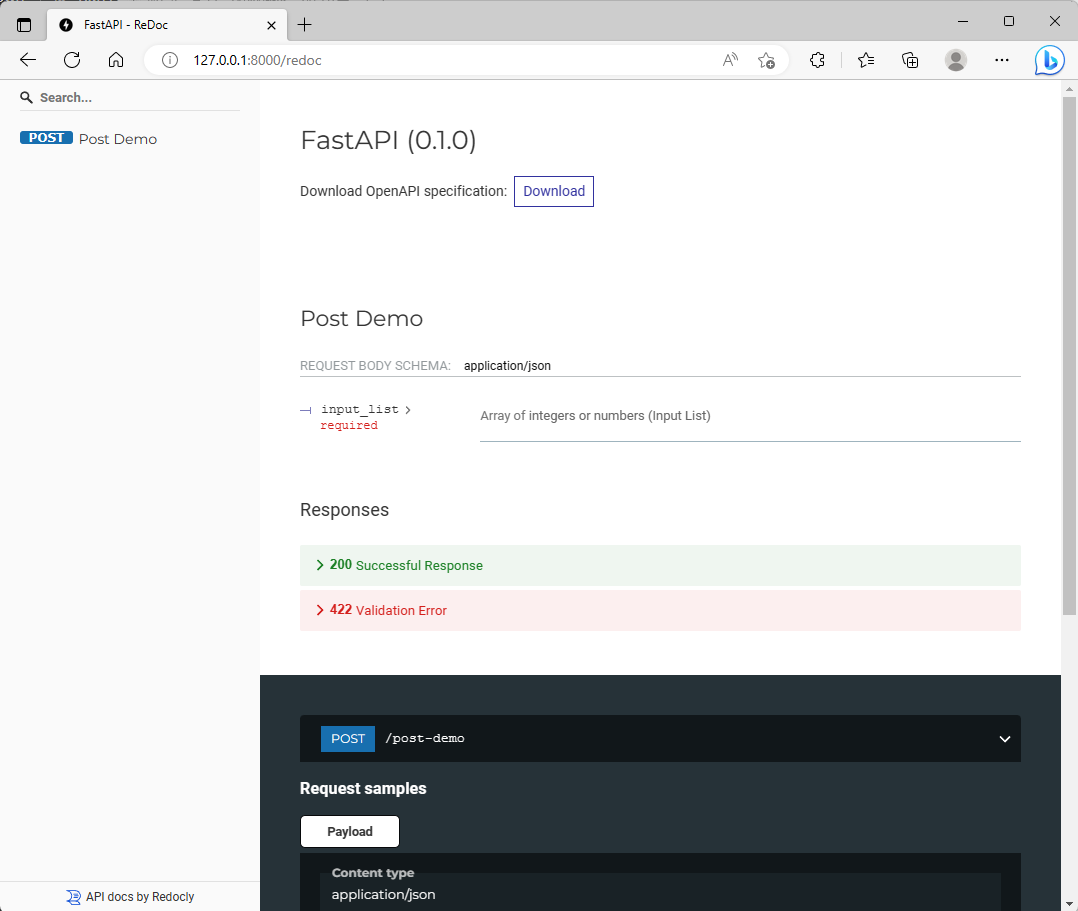 FastAPI - ReDoc
127.0.0.1:8000/redoc
Search...
POST Post Demo
FastAPI (0.1.0)
Download OpenAPI specification: Download
Post Demo
REQUEST BODY SCHEMA: application/json
input_list
required
Array of integers or numbers (Input List)
Responses
200 Successful Response
422 Validation Error
POST /post-demo
Request samples
Payload
Content type
application/json
API docs by Redocly